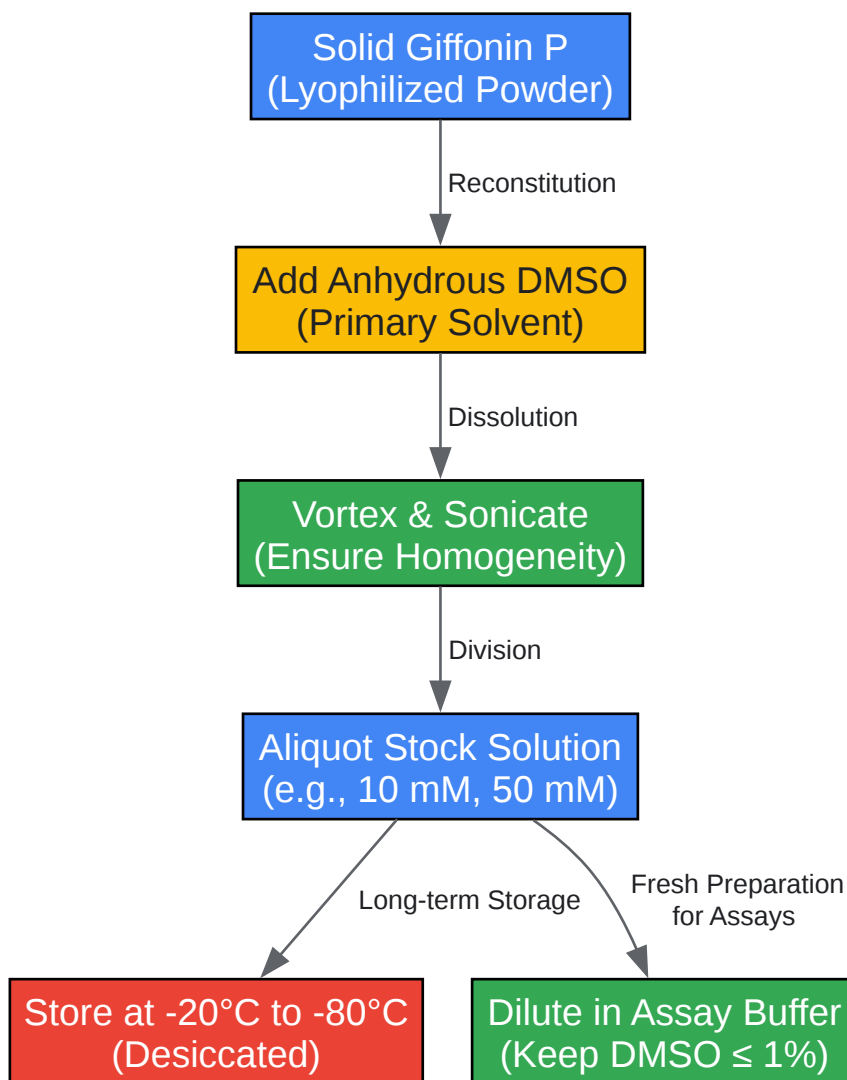 Solid Giffonin P
(Lyophilized Powder)
Reconstitution
Add Anhydrous DMSO
(Primary Solvent)
Dissolution
Vortex & Sonicate
(Ensure Homogeneity)
Division
Aliquot Stock Solution
(e.g., 10 mM, 50 mM)
Long-term Storage
Fresh Preparation
for Assays
Store at -20°C to -80°C
(Desiccated)
Dilute in Assay Buffer
(Keep DMSO ≤ 1%)